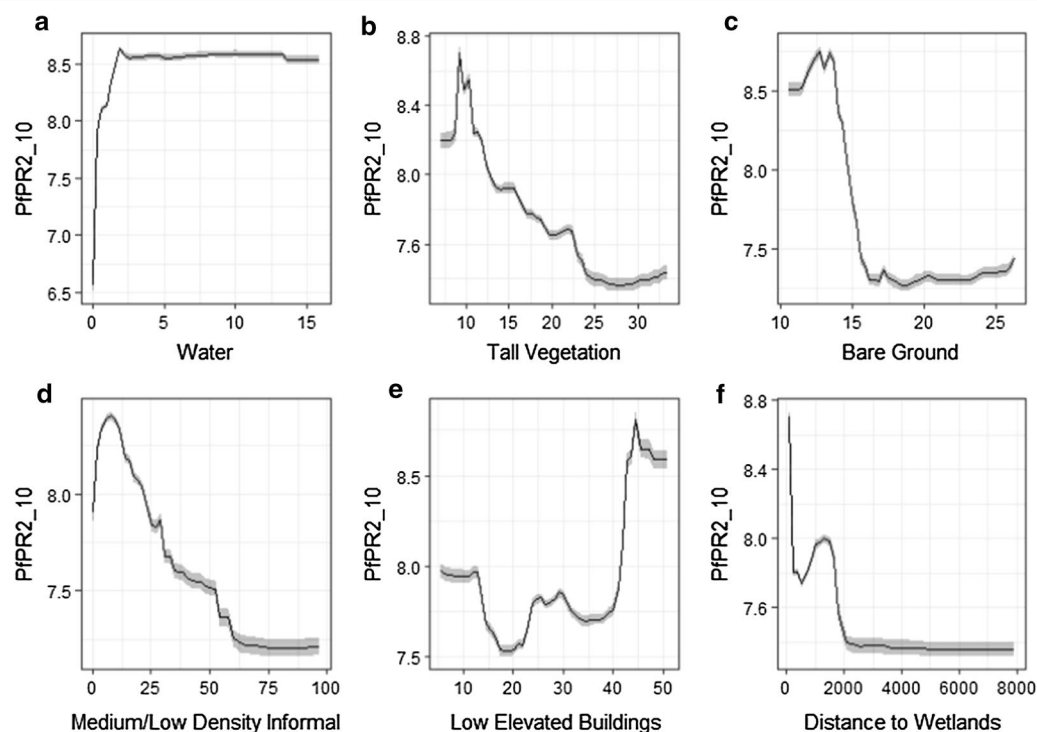 a
PfPR2_10
8.5
8.0
7.5
7.0
6.5
0 5 10 15
Water
b
PfPR2_10
8.8
8.4
8.0
7.6
10 15 20 25 30
Tall Vegetation
c
PfPR2_10
8.5
8.0
7.5
10 15 20 25
Bare Ground
d
PfPR2_10
8.0
7.5
0 25 50 75 100
Medium/Low Density Informal
e
PfPR2_10
8.5
8.0
7.5
10 20 30 40 50
Low Elevated Buildings
f
PfPR2_10
8.8
8.4
8.0
7.6
0 2000 4000 6000 8000
Distance to Wetlands